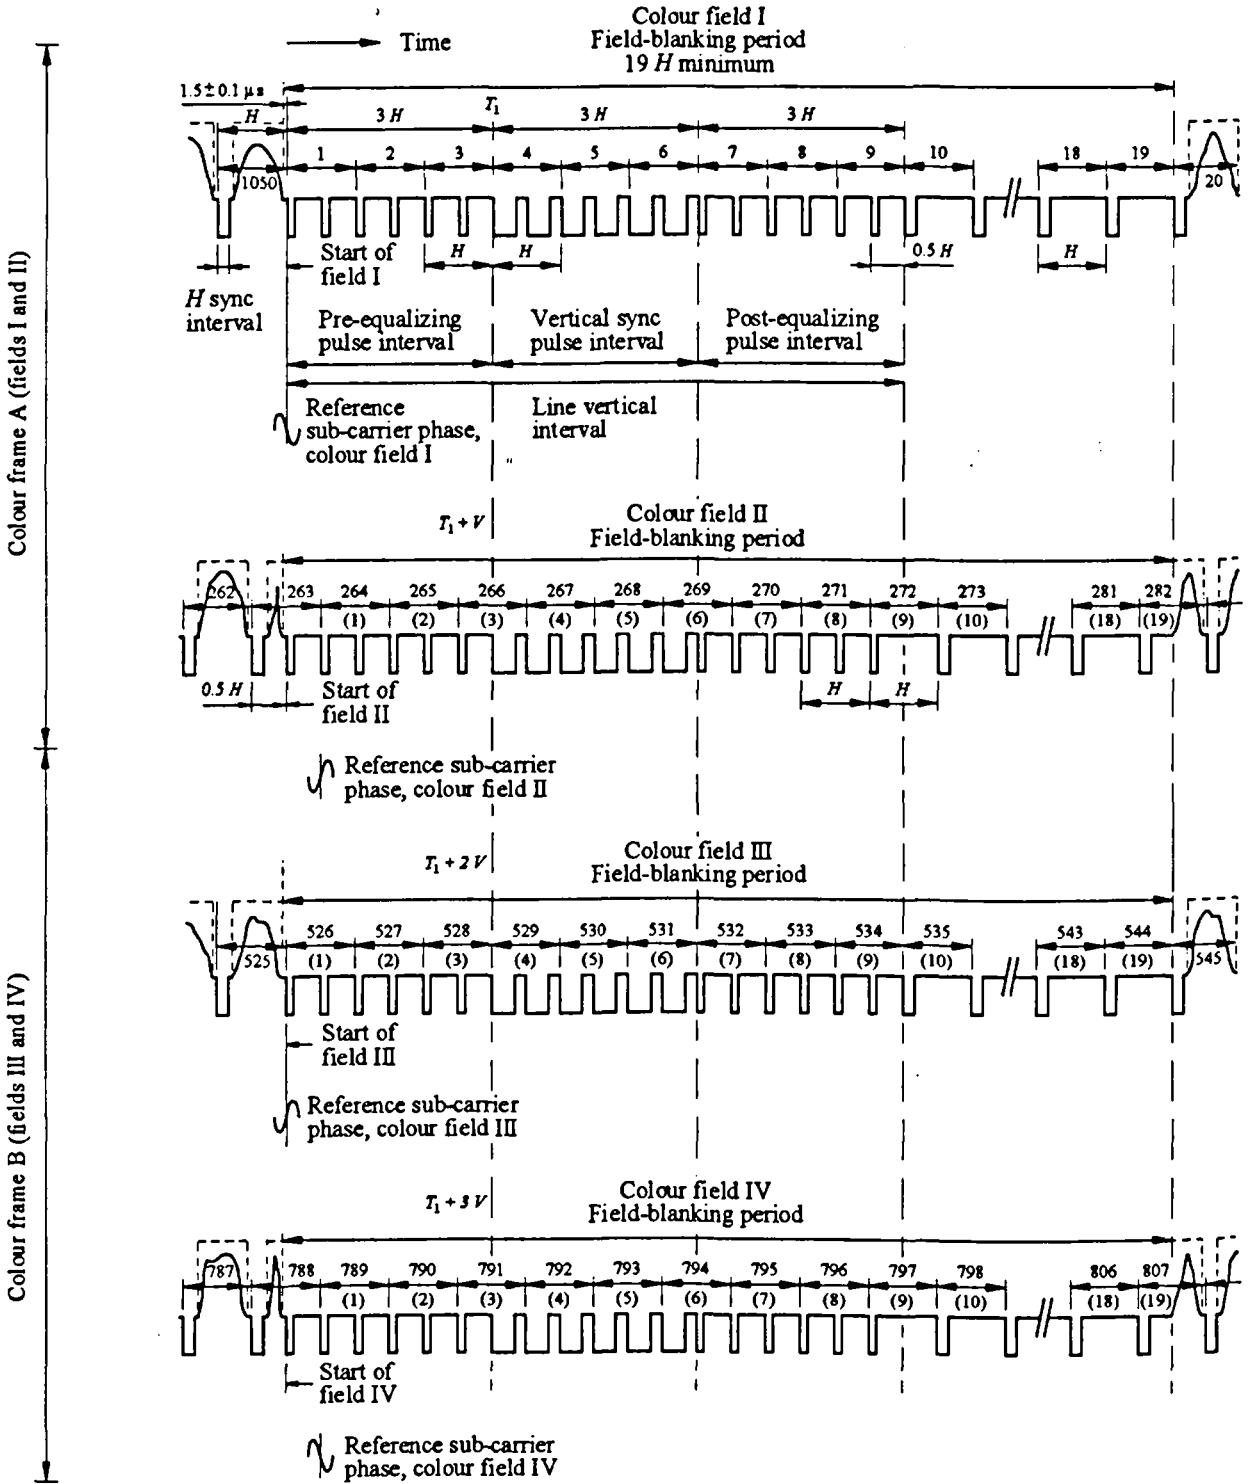 Colour field I
Time Field-blanking period
19 H minimum
1.5 ± 0.1 μs
T1
H 3 H 3 H 3 H
1 2 3 4 5 6 7 8 9 10 18 19
1050 20
Start of field I
H H 0.5 H H
H sync interval
Pre-equalizing pulse interval
Vertical sync pulse interval
Post-equalizing pulse interval
Reference sub-carrier phase, colour field I
Line vertical interval
Colour frame A (fields I and II)
T1 + V
Colour field II
Field-blanking period
262 263 264 265 266 267 268 269 270 271 272 273 281 282
(1) (2) (3) (4) (5) (6) (7) (8) (9) (10) (18) (19)
0.5 H
Start of field II
H H
Reference sub-carrier
phase, colour field II
T1 + 2 V
Colour field III
Field-blanking period
526 527 528 529 530 531 532 533 534 535 543 544
525 (1) (2) (3) (4) (5) (6) (7) (8) (9) (10) (18) (19) 545
Start of field III
Reference sub-carrier
phase, colour field III
Colour frame B (fields III and IV)
T1 + 3 V
Colour field IV
Field-blanking period
787 788 789 790 791 792 793 794 795 796 797 798 806 807
(1) (2) (3) (4) (5) (6) (7) (8) (9) (10) (18) (19)
Start of field IV
Reference sub-carrier
phase, colour field IV